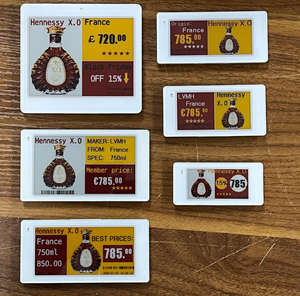 Hennessy X.O
France
£ 720.00
★★★★★
OFF 15%
Origin:
France
Hennessy X.O
785.00
★★★★★
LVMH
France
Hennessy X.O
€785.00
★★★★★
Hennessy X.O
MAKER: LVMH
FROM: France
SPEC: 750ml
Member price:
€785.00
★★★★★
Hennessy X.O
15%
785
Hennessy X.O
France
750ml
850.00
BEST PRICES
785.00